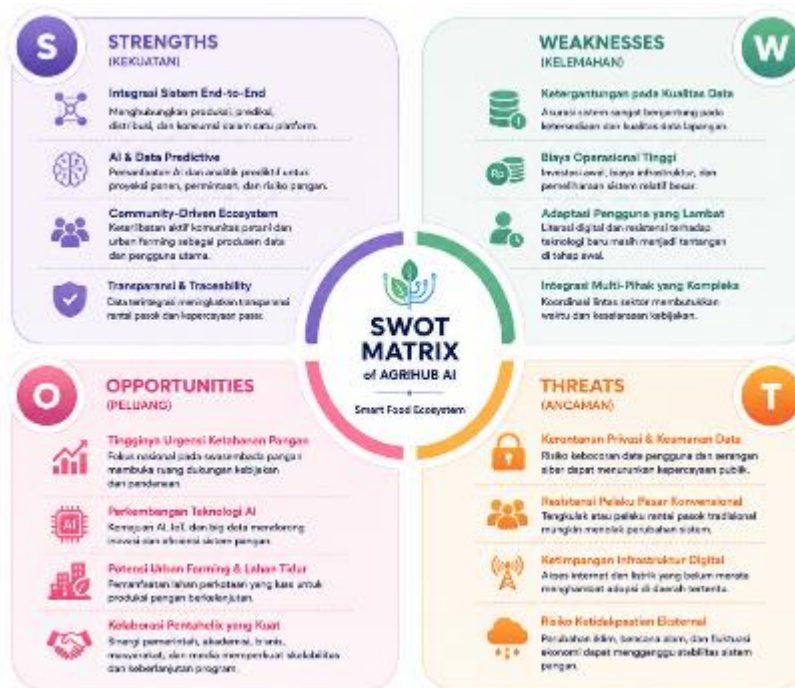 S
STRENGTHS
(KEKUATAN)
Integrasi Sistem End-to-End
Menghubungkan produksi, prediksi,
distribusi, dan konsumsi dalam satu platform.
AI & Data Predictive
Pemanfaatan AI dan analitik prediktif untuk
proyeksi panen, permintaan, dan risiko pangan.
Community-Driven Ecosystem
Keterlibatan aktif komunitas petani dan
urban farming sebagai produsen data
dan pengguna utama.
Transparansi & Traceability
Data terintegrasi meningkatkan transparansi
rantai pasok dan kepercayaan pasar.
W
WEAKNESSES
(KELEMAHAN)
Ketergantungan pada Kualitas Data
Akurasi sistem sangat bergantung pada
ketersediaan dan kualitas data lapangan.
Rp
Biaya Operasional Tinggi
Investasi awal, biaya infrastruktur, dan
pemeliharaan sistem relatif besar.
Adaptasi Pengguna yang Lambat
Literasi digital dan resistensi terhadap
teknologi baru masih menjadi tantangan
di tahap awal.
Integrasi Multi-Pihak yang Kompleks
Koordinasi lintas sektor membutuhkan
waktu dan keselarasan kebijakan.
SWOT
MATRIX
of AGRIHUB AI
Smart Food Ecosystem
O
OPPORTUNITIES
(PELUANG)
Tingginya Urgensi Ketahanan Pangan
Fokus nasional pada swasembada pangan
membuka ruang dukungan kebijakan
dan pendanaan.
AI
Perkembangan Teknologi AI
Kemajuan AI, IoT, dan big data mendorong
inovasi dan efisiensi sistem pangan.
Potensi Urban Farming & Lahan Tidur
Pemanfaatan lahan perkotaan yang luas untuk
produksi pangan berkelanjutan.
Kolaborasi Pentahelix yang Kuat
Sinergi pemerintah, akademisi, bisnis,
masyarakat, dan media memperkuat skalabilitas
dan keberlanjutan program.
T
THREATS
(ANCAMAN)
Kerentanan Privasi & Keamanan Data
Risiko kebocoran data pengguna dan serangan
siber dapat menurunkan kepercayaan publik.
Resistensi Pelaku Pasar Konvensional
Tengkulak atau pelaku rantai pasok tradisional
mungkin menolak perubahan sistem.
Ketimpangan Infrastruktur Digital
Akses internet dan listrik yang belum merata
menghambat adopsi di daerah tertentu.
Risiko Ketidakpastian Eksternal
Perubahan iklim, bencana alam, dan fluktuasi
ekonomi dapat mengganggu stabilitas sistem
pangan.